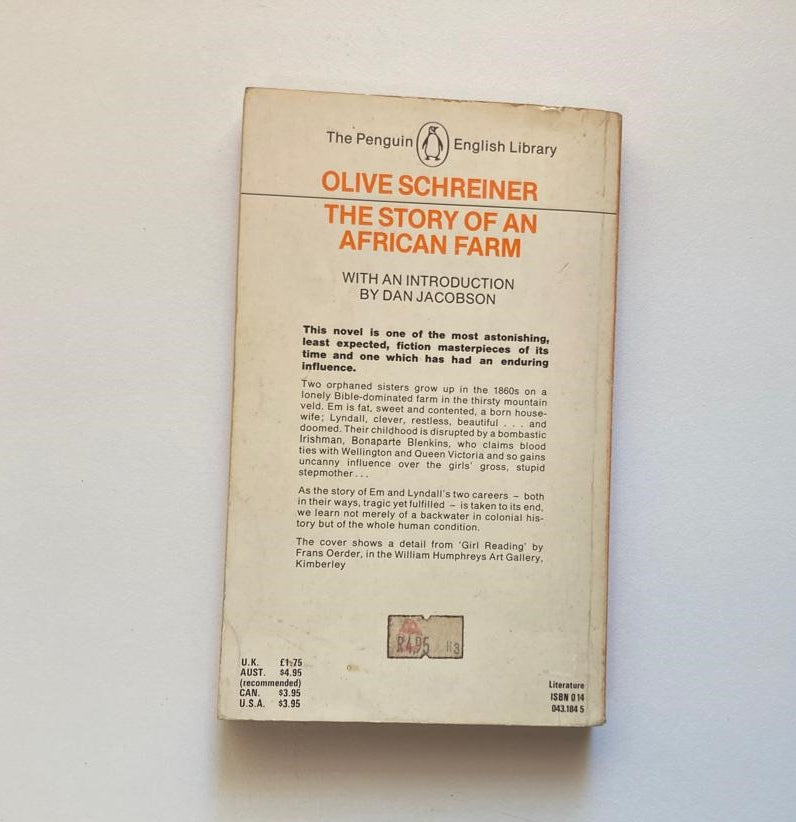 The Penguin English Library
OLIVE SCHREINER
THE STORY OF AN
AFRICAN FARM
WITH AN INTRODUCTION
BY DAN JACOBSON
This novel is one of the most astonishing,
least expected, fiction masterpieces of its
time and one which has had an enduring
influence.
Two orphaned sisters grow up in the 1860s on a
lonely Bible-dominated farm in the thirsty mountain
veld. Em is fat, sweet and contented, a born house-
wife; Lyndall, clever, restless, beautiful . . . and
doomed. Their childhood is disrupted by a bombastic
Irishman, Bonaparte Blenkins, who claims blood
ties with Wellington and Queen Victoria and so gains
uncanny influence over the girls' gross, stupid
stepmother . . .
As the story of Em and Lyndall's two careers – both
in their ways, tragic yet fulfilled – is taken to its end,
we learn not merely of a backwater in colonial his-
tory but of the whole human condition.
The cover shows a detail from 'Girl Reading' by
Frans Oerder, in the William Humphreys Art Gallery,
Kimberley
R4,95 H3
U.K. £1.75
AUST. $4.95
(recommended)
CAN. $3.95
U.S.A. $3.95
Literature
ISBN 0 14
043.184 5